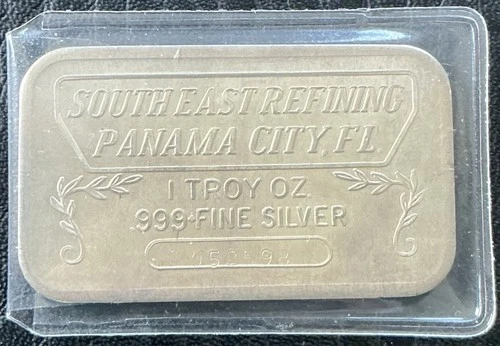 SOUTH EAST REFINING
PANAMA CITY, FL
1 TROY OZ.
.999 FINE SILVER